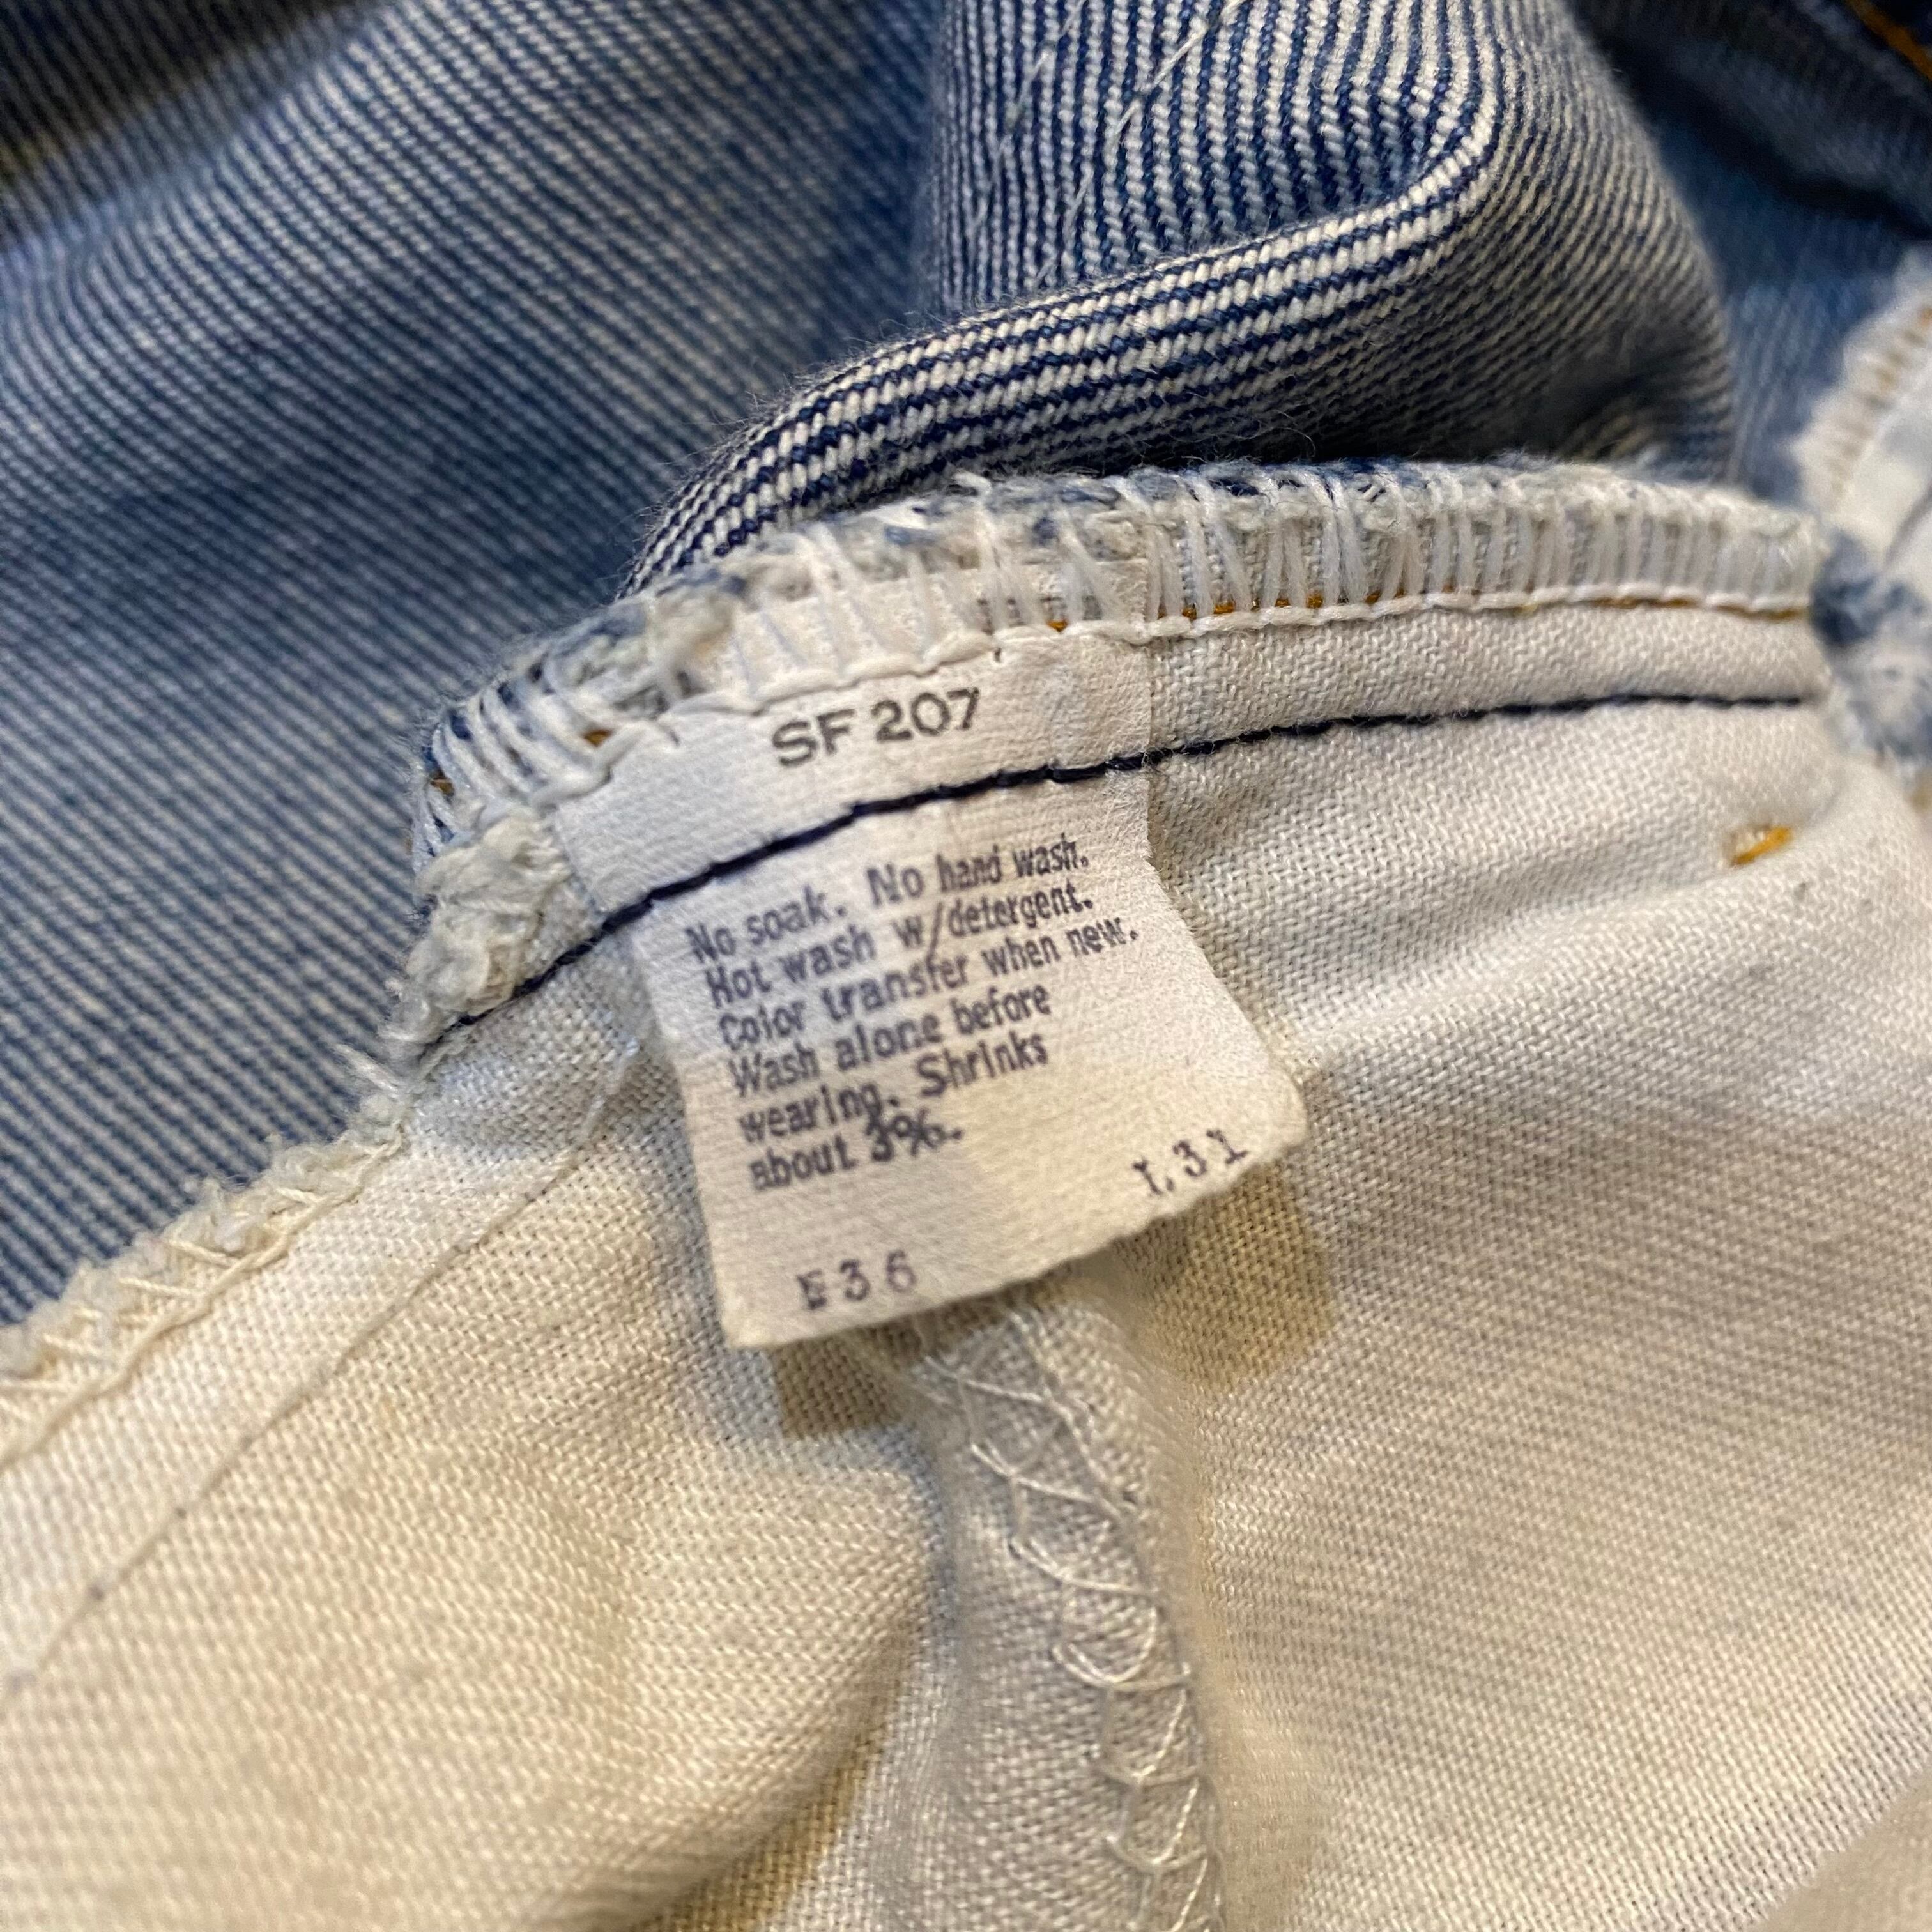 SF 207
No soak. No hand wash.
Hot wash w/detergent.
Color transfer when new.
Wash alone before
wearing. Shrinks
about 3%.
L31
E36